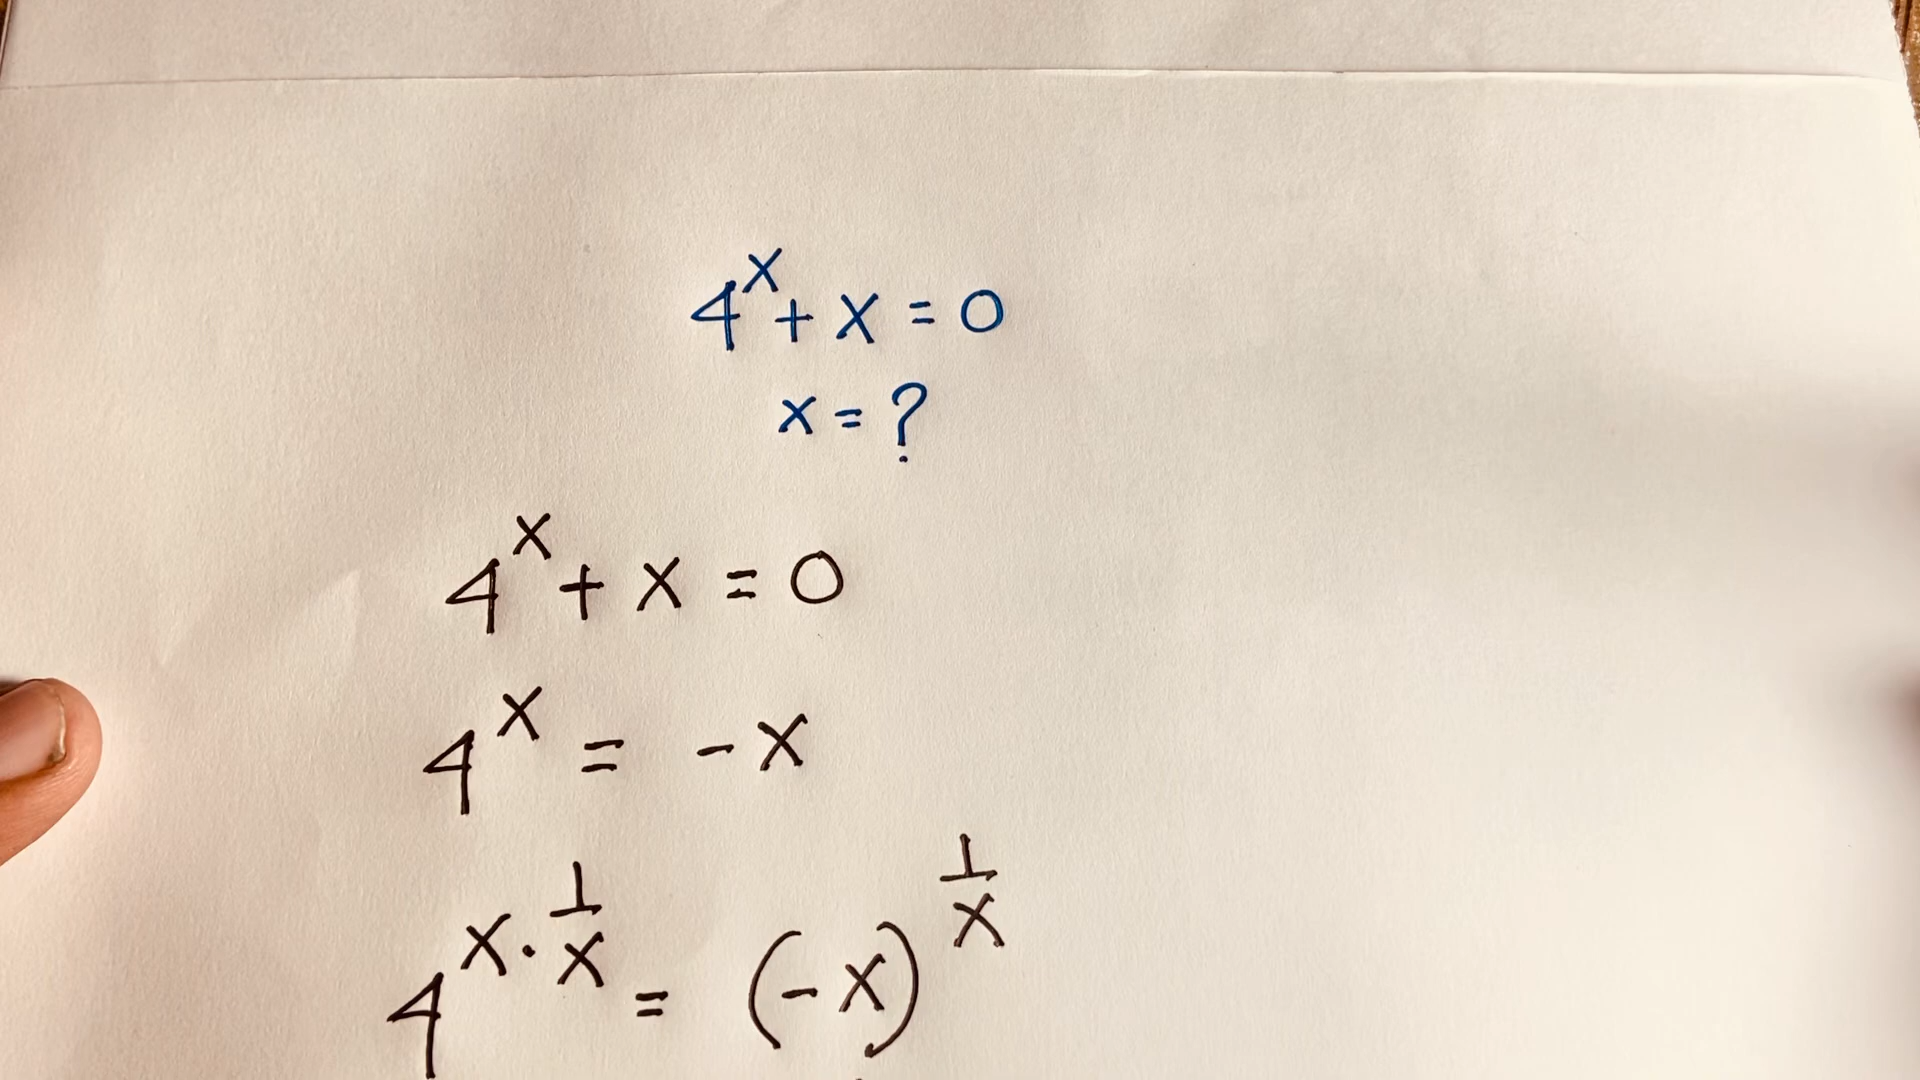 4^x + x = 0
x = ?
4^x + x = 0
4^x = -x
4^(x · 1/x) = (-x)^(1/x)